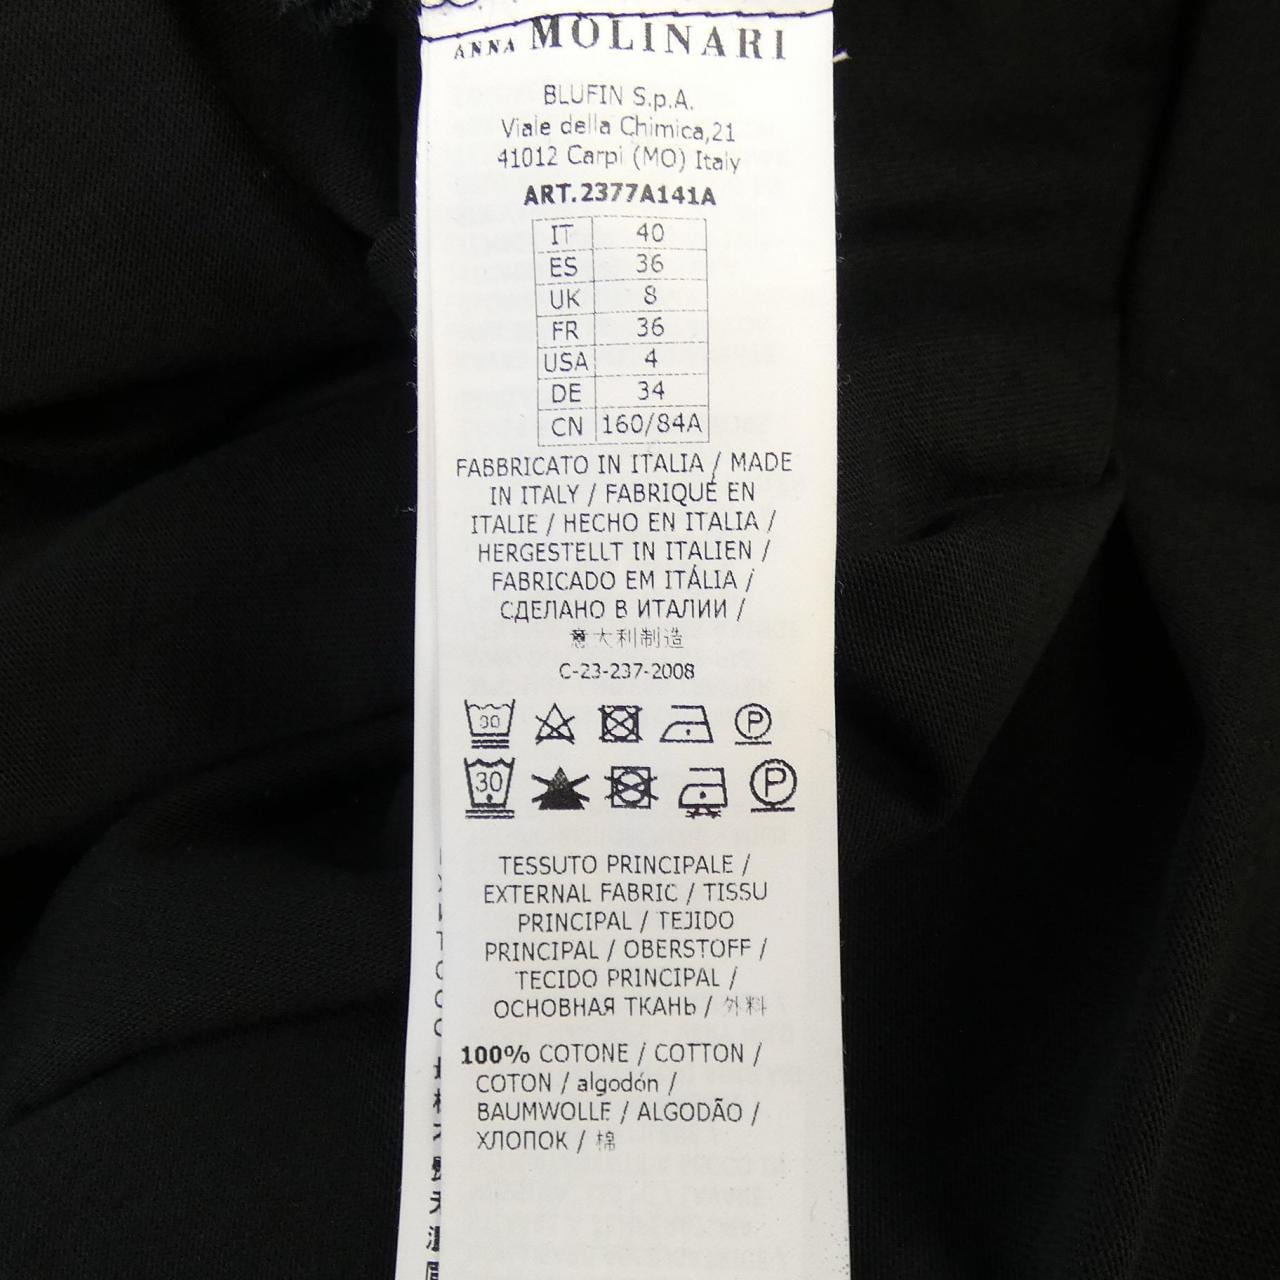 ANNA MOLINARI
BLUFIN S.p.A.
Viale della Chimica,21
41012 Carpi (MO) Italy
ART.2377A141A
IT 40
ES 36
UK 8
FR 36
USA 4
DE 34
CN 160/84A
FABBRICATO IN ITALIA / MADE
IN ITALY / FABRIQUÉ EN
ITALIE / HECHO EN ITALIA /
HERGESTELLT IN ITALIEN /
FABRICADO EM ITÁLIA /
СДЕЛАНО В ИТАЛИИ /
意大利制造
C-23-237-2008
30 P
30 P
TESSUTO PRINCIPALE /
EXTERNAL FABRIC / TISSU
PRINCIPAL / TEJIDO
PRINCIPAL / OBERSTOFF /
TECIDO PRINCIPAL /
ОСНОВНАЯ ТКАНЬ / 外料
100% COTONE / COTTON /
COTON / algodón /
BAUMWOLLE / ALGODÃO /
ХЛОПОК / 棉